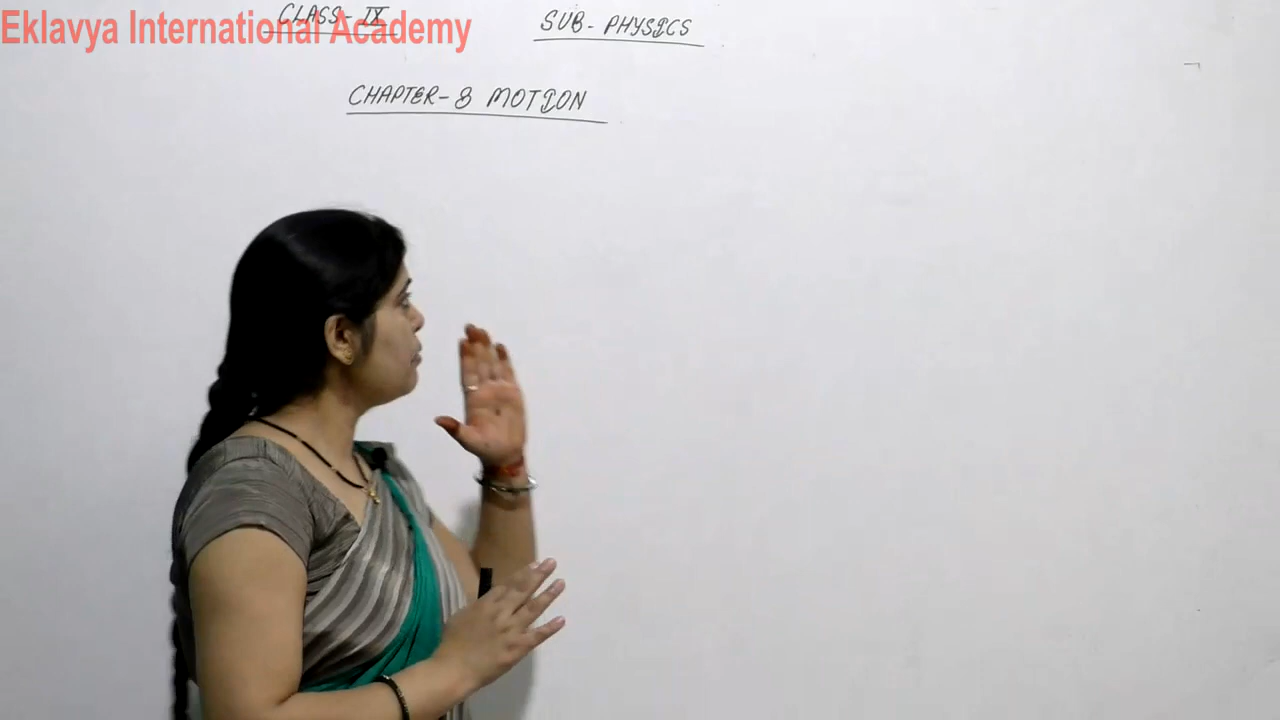 CLASS- IX SUB- PHYSICS
Eklavya International Academy
CHAPTER- 8 MOTION